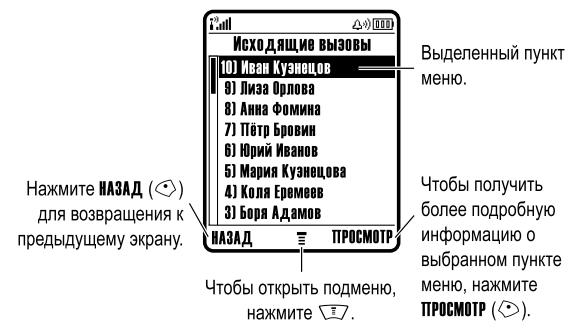 Исходящие вызовы
10) Иван Кузнецов
9) Лиза Орлова
8) Анна Фомина
7) Пётр Бровин
6) Юрий Иванов
5) Мария Кузнецова
4) Коля Еремеев
3) Боря Адамов
НАЗАД
ПРОСМОТР
Выделенный пункт
меню.
Нажмите НАЗАД ( )
для возвращения к
предыдущему экрану.
Чтобы открыть подменю,
нажмите .
Чтобы получить
более подробную
информацию о
выбранном пункте
меню, нажмите
ПРОСМОТР ( ).